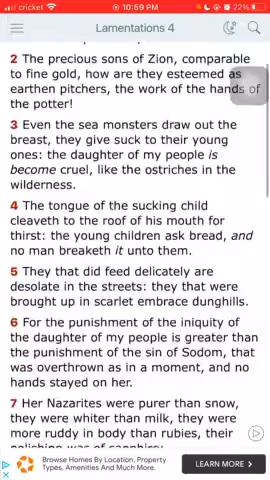 cricket
10:59 PM
22%
Lamentations 4
2 The precious sons of Zion, comparable
to fine gold, how are they esteemed as
earthen pitchers, the work of the hands of
the potter!
3 Even the sea monsters draw out the
breast, they give suck to their young
ones: the daughter of my people is
become cruel, like the ostriches in the
wilderness.
4 The tongue of the sucking child
cleaveth to the roof of his mouth for
thirst: the young children ask bread, and
no man breaketh it unto them.
5 They that did feed delicately are
desolate in the streets: they that were
brought up in scarlet embrace dunghills.
6 For the punishment of the iniquity of
the daughter of my people is greater than
the punishment of the sin of Sodom, that
was overthrown as in a moment, and no
hands stayed on her.
7 Her Nazarites were purer than snow,
they were whiter than milk, they were
more ruddy in body than rubies, their
Browse Homes By Location, Property
Types, Amenities And Much More.
LEARN MORE >